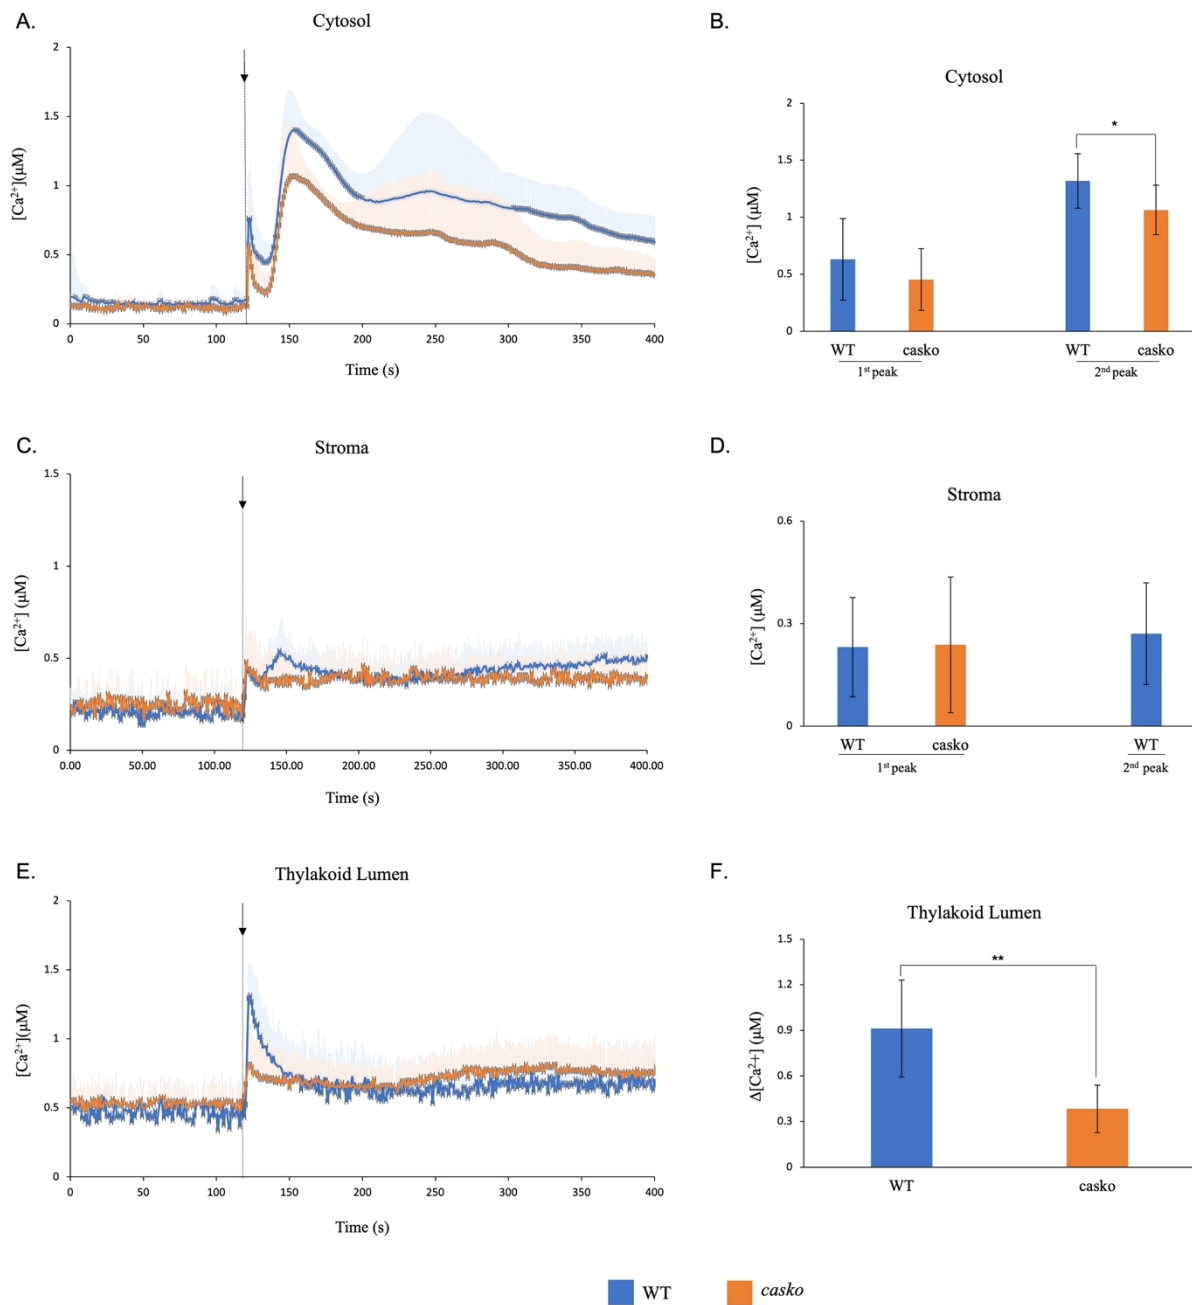 A.
Cytosol
[Ca²⁺](μM)
2
1.5
1
0.5
0
0 50 100 150 200 250 300 350 400
Time (s)
B.
Cytosol
[Ca²⁺] (μM)
2
1.5
1
0.5
0
*
WT casko WT casko
1ˢᵗ peak 2ⁿᵈ peak
C.
Stroma
[Ca²⁺] (μM)
1.5
1
0.5
0
0.00 50.00 100.00 150.00 200.00 250.00 300.00 350.00 400.00
Time (s)
D.
Stroma
[Ca²⁺] (μM)
0.6
0.3
0
WT casko WT
1ˢᵗ peak 2ⁿᵈ peak
E.
Thylakoid Lumen
[Ca²⁺](μM)
2
1.5
1
0.5
0
0 50 100 150 200 250 300 350 400
Time (s)
F.
Thylakoid Lumen
Δ[Ca²⁺] (μM)
1.5
1.2
0.9
0.6
0.3
0
**
WT casko
WT casko